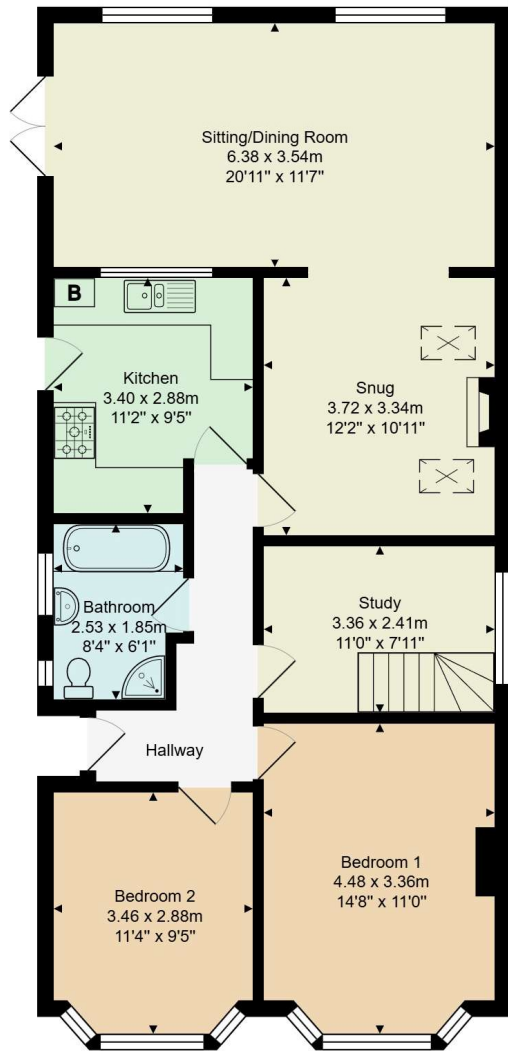 Sitting/Dining Room
6.38 x 3.54m
20'11" x 11'7"
B
Kitchen
3.40 x 2.88m
11'2" x 9'5"
Snug
3.72 x 3.34m
12'2" x 10'11"
Bathroom
2.53 x 1.85m
8'4" x 6'1"
Study
3.36 x 2.41m
11'0" x 7'11"
Hallway
Bedroom 2
3.46 x 2.88m
11'4" x 9'5"
Bedroom 1
4.48 x 3.36m
14'8" x 11'0"